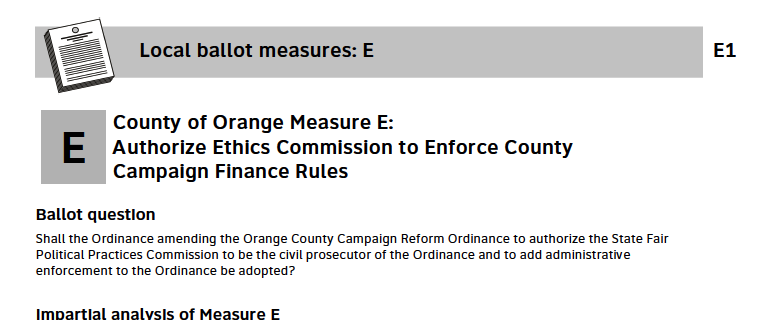 Local ballot measures: E
E1
E
County of Orange Measure E:
Authorize Ethics Commission to Enforce County
Campaign Finance Rules
Ballot question
Shall the Ordinance amending the Orange County Campaign Reform Ordinance to authorize the State Fair
Political Practices Commission to be the civil prosecutor of the Ordinance and to add administrative
enforcement to the Ordinance be adopted?
Impartial analysis of Measure E